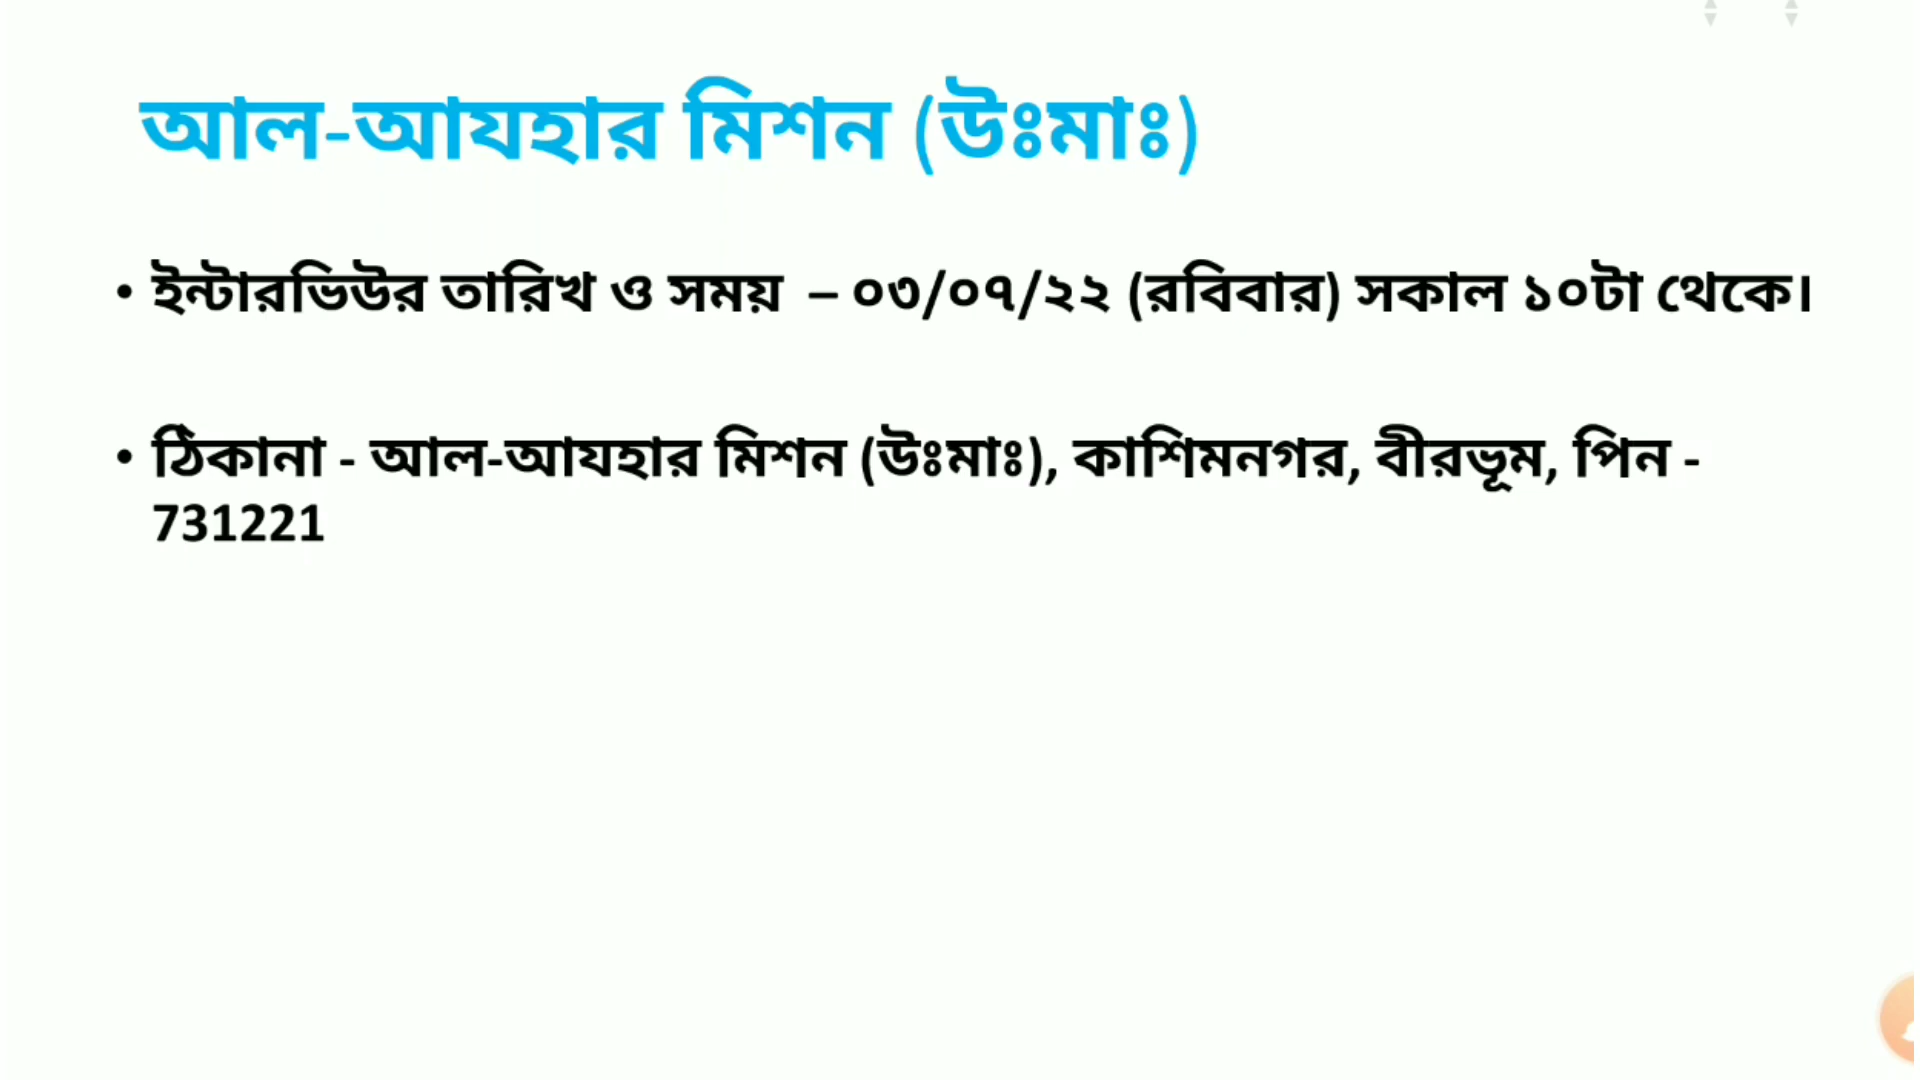 আল-আযহার মিশন (উঃমাঃ)
• ইন্টারভিউর তারিখ ও সময় – ০৩/০৭/২২ (রবিবার) সকাল ১০টা থেকে।
• ঠিকানা - আল-আযহার মিশন (উঃমাঃ), কাশিমনগর, বীরভূম, পিন -
731221